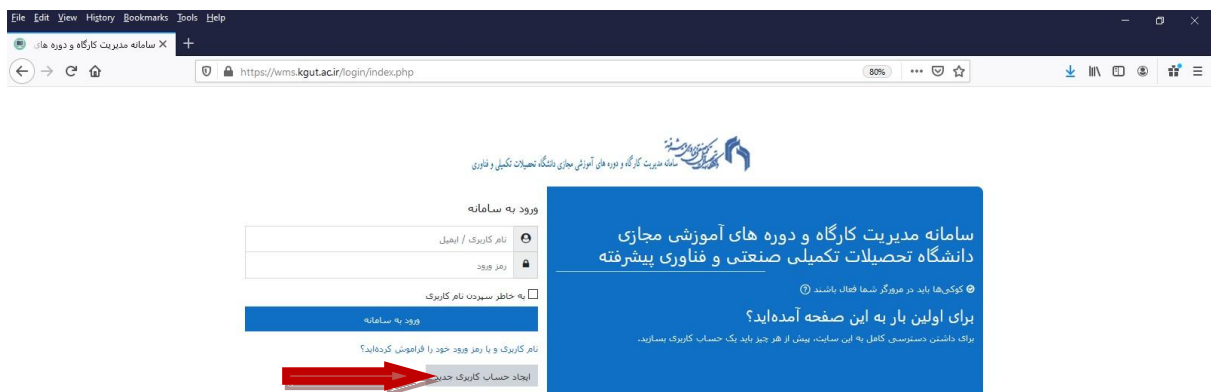 File Edit View History Bookmarks Tools Help
سامانه مدیریت کارگاه و دوره های
https://wms.kgut.ac.ir/login/index.php
80%
سامانه مدیریت کارگاه و دوره های آموزشی مجازی دانشگاه تحصیلات تکمیلی و فناوری
سامانه مدیریت کارگاه و دوره های آموزشی مجازی
دانشگاه تحصیلات تکمیلی صنعتی و فناوری پیشرفته
کوکی‌ها باید در مرورگر شما فعال باشند
برای اولین بار به این صفحه آمده‌اید؟
برای داشتن دسترسی کامل به این سایت، پیش از هر چیز باید یک حساب کاربری بسازید.
ورود به سامانه
نام کاربری / ایمیل
رمز ورود
به خاطر سپردن نام کاربری
ورود به سامانه
نام کاربری و یا رمز ورود خود را فراموش کرده‌اید؟
ایجاد حساب کاربری جدید